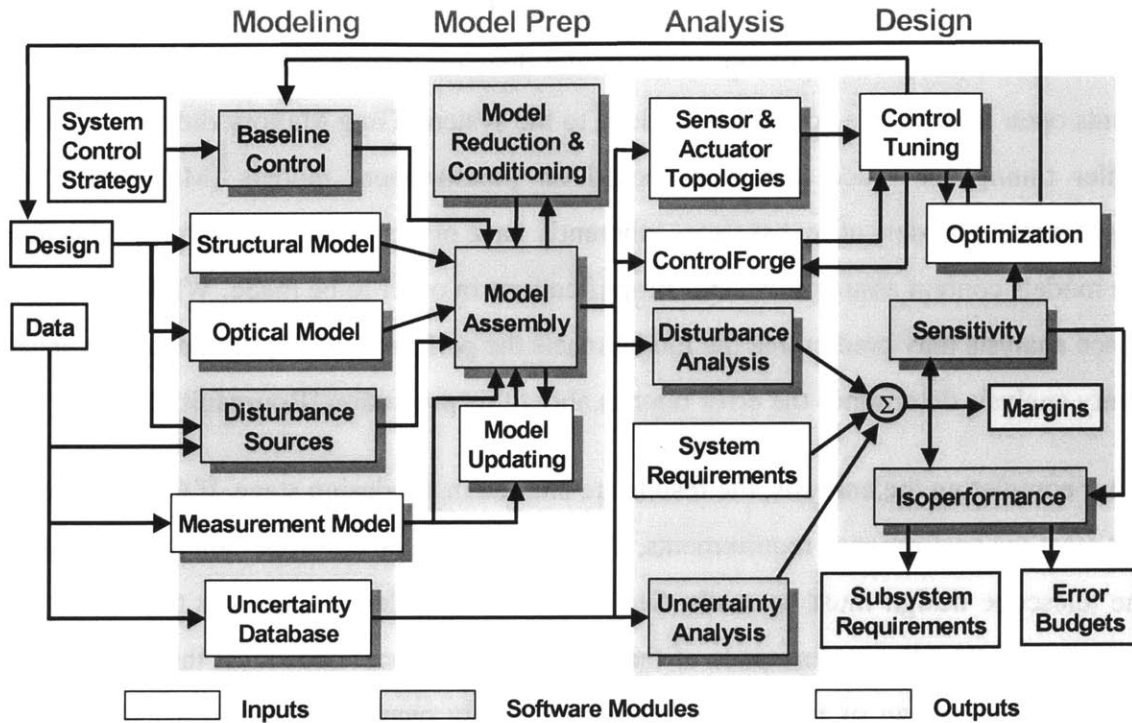 Modeling Model Prep Analysis Design
System
Control
Strategy
Baseline
Control
Model
Reduction &
Conditioning
Sensor &
Actuator
Topologies
Control
Tuning
Design
Structural Model
Optical Model
Data
Disturbance
Sources
Measurement Model
Uncertainty
Database
Model
Assembly
Model
Updating
ControlForge
Disturbance
Analysis
System
Requirements
Uncertainty
Analysis
Optimization
Sensitivity
Σ
Margins
Isoperformance
Subsystem
Requirements
Error
Budgets
Inputs Software Modules Outputs